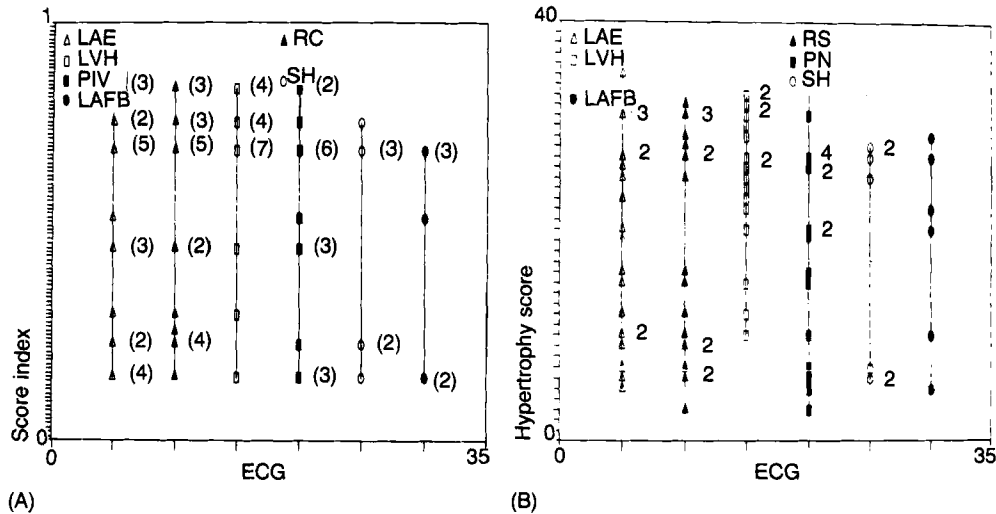 1
LAE
RC
LVH
PIV
SH
LAFB
(3) (3) (4) (2)
(2) (3) (4)
(5) (5) (7) (6) (3) (3)
(3) (2) (3)
(2) (4) (2)
(4) (3) (2)
Score index
0
0
35
ECG
(A)
40
LAE
RS
LVH
PN
SH
LAFB
2
3 3 2
2 2 2 4 2
2
2
2 2
2 2
Hypertrophy score
0
0
35
ECG
(B)